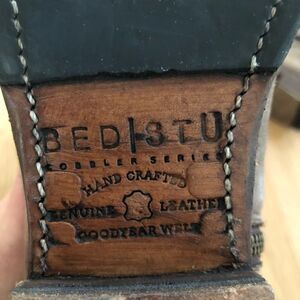 BED|STU
COBBLER SERIES
HAND CRAFTED
GENUINE LEATHER
GOODYEAR WELT